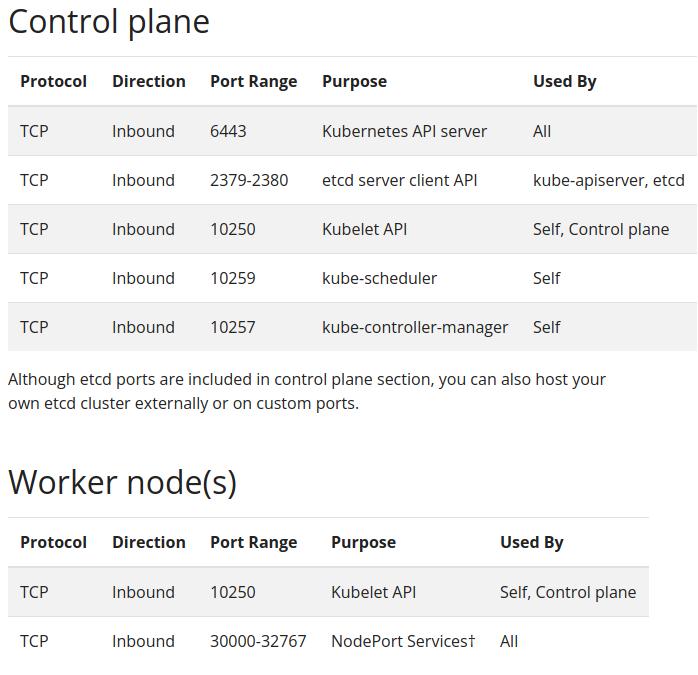 Control plane
Protocol Direction Port Range Purpose Used By
TCP Inbound 6443 Kubernetes API server All
TCP Inbound 2379-2380 etcd server client API kube-apiserver, etcd
TCP Inbound 10250 Kubelet API Self, Control plane
TCP Inbound 10259 kube-scheduler Self
TCP Inbound 10257 kube-controller-manager Self
Although etcd ports are included in control plane section, you can also host your
own etcd cluster externally or on custom ports.
Worker node(s)
Protocol Direction Port Range Purpose Used By
TCP Inbound 10250 Kubelet API Self, Control plane
TCP Inbound 30000-32767 NodePort Services† All